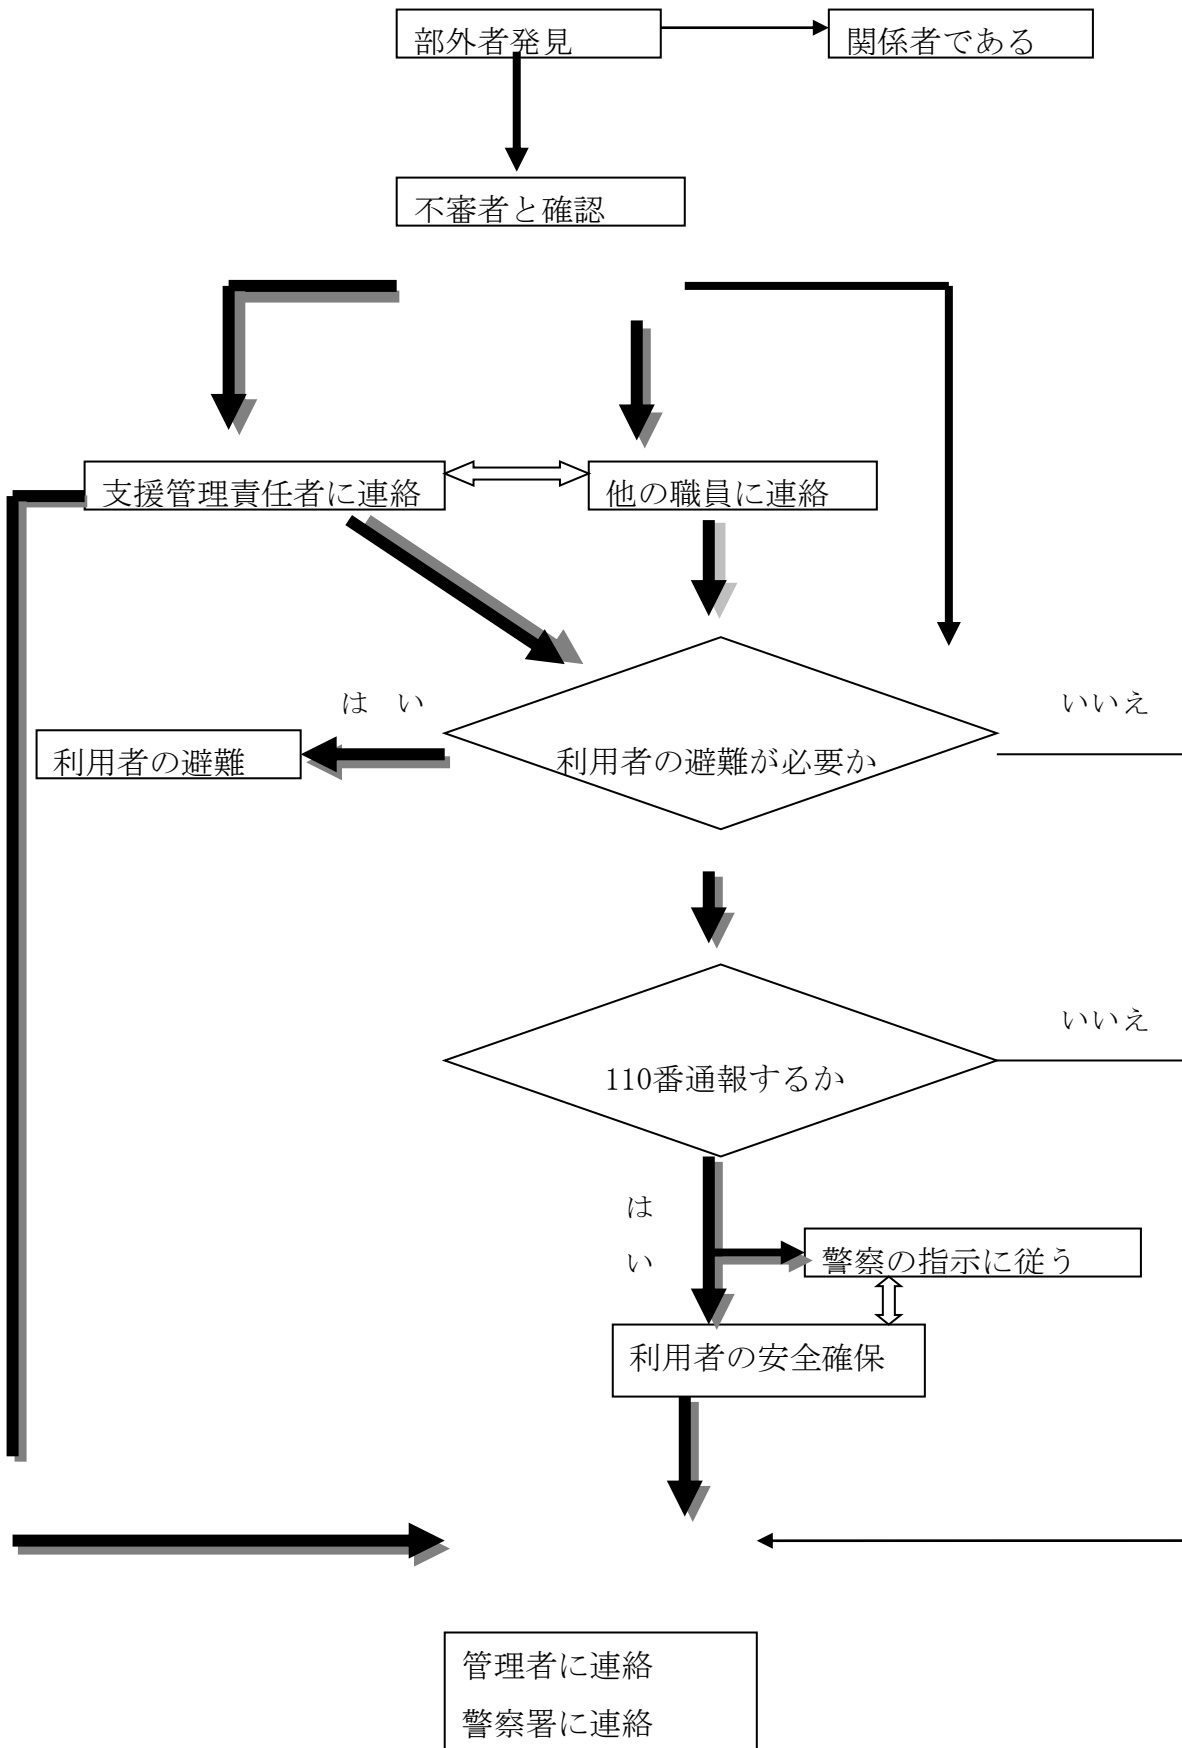 部外者発見
関係者である
不審者と確認
支援管理責任者に連絡
他の職員に連絡
は い
いいえ
利用者の避難
利用者の避難が必要か
いいえ
110番通報するか
は
い
警察の指示に従う
利用者の安全確保
管理者に連絡
警察署に連絡